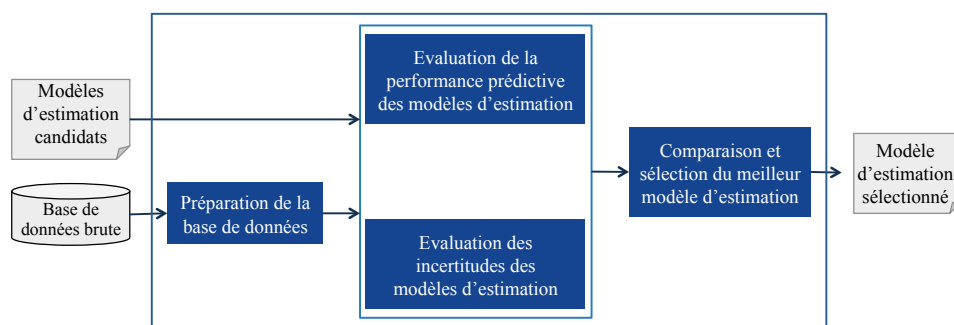 Modèles
d'estimation
candidats
Base de
données brute
Préparation de la
base de données
Evaluation de la
performance prédictive
des modèles d'estimation
Evaluation des
incertitudes des
modèles d'estimation
Comparaison et
sélection du meilleur
modèle d'estimation
Modèle
d'estimation
sélectionné